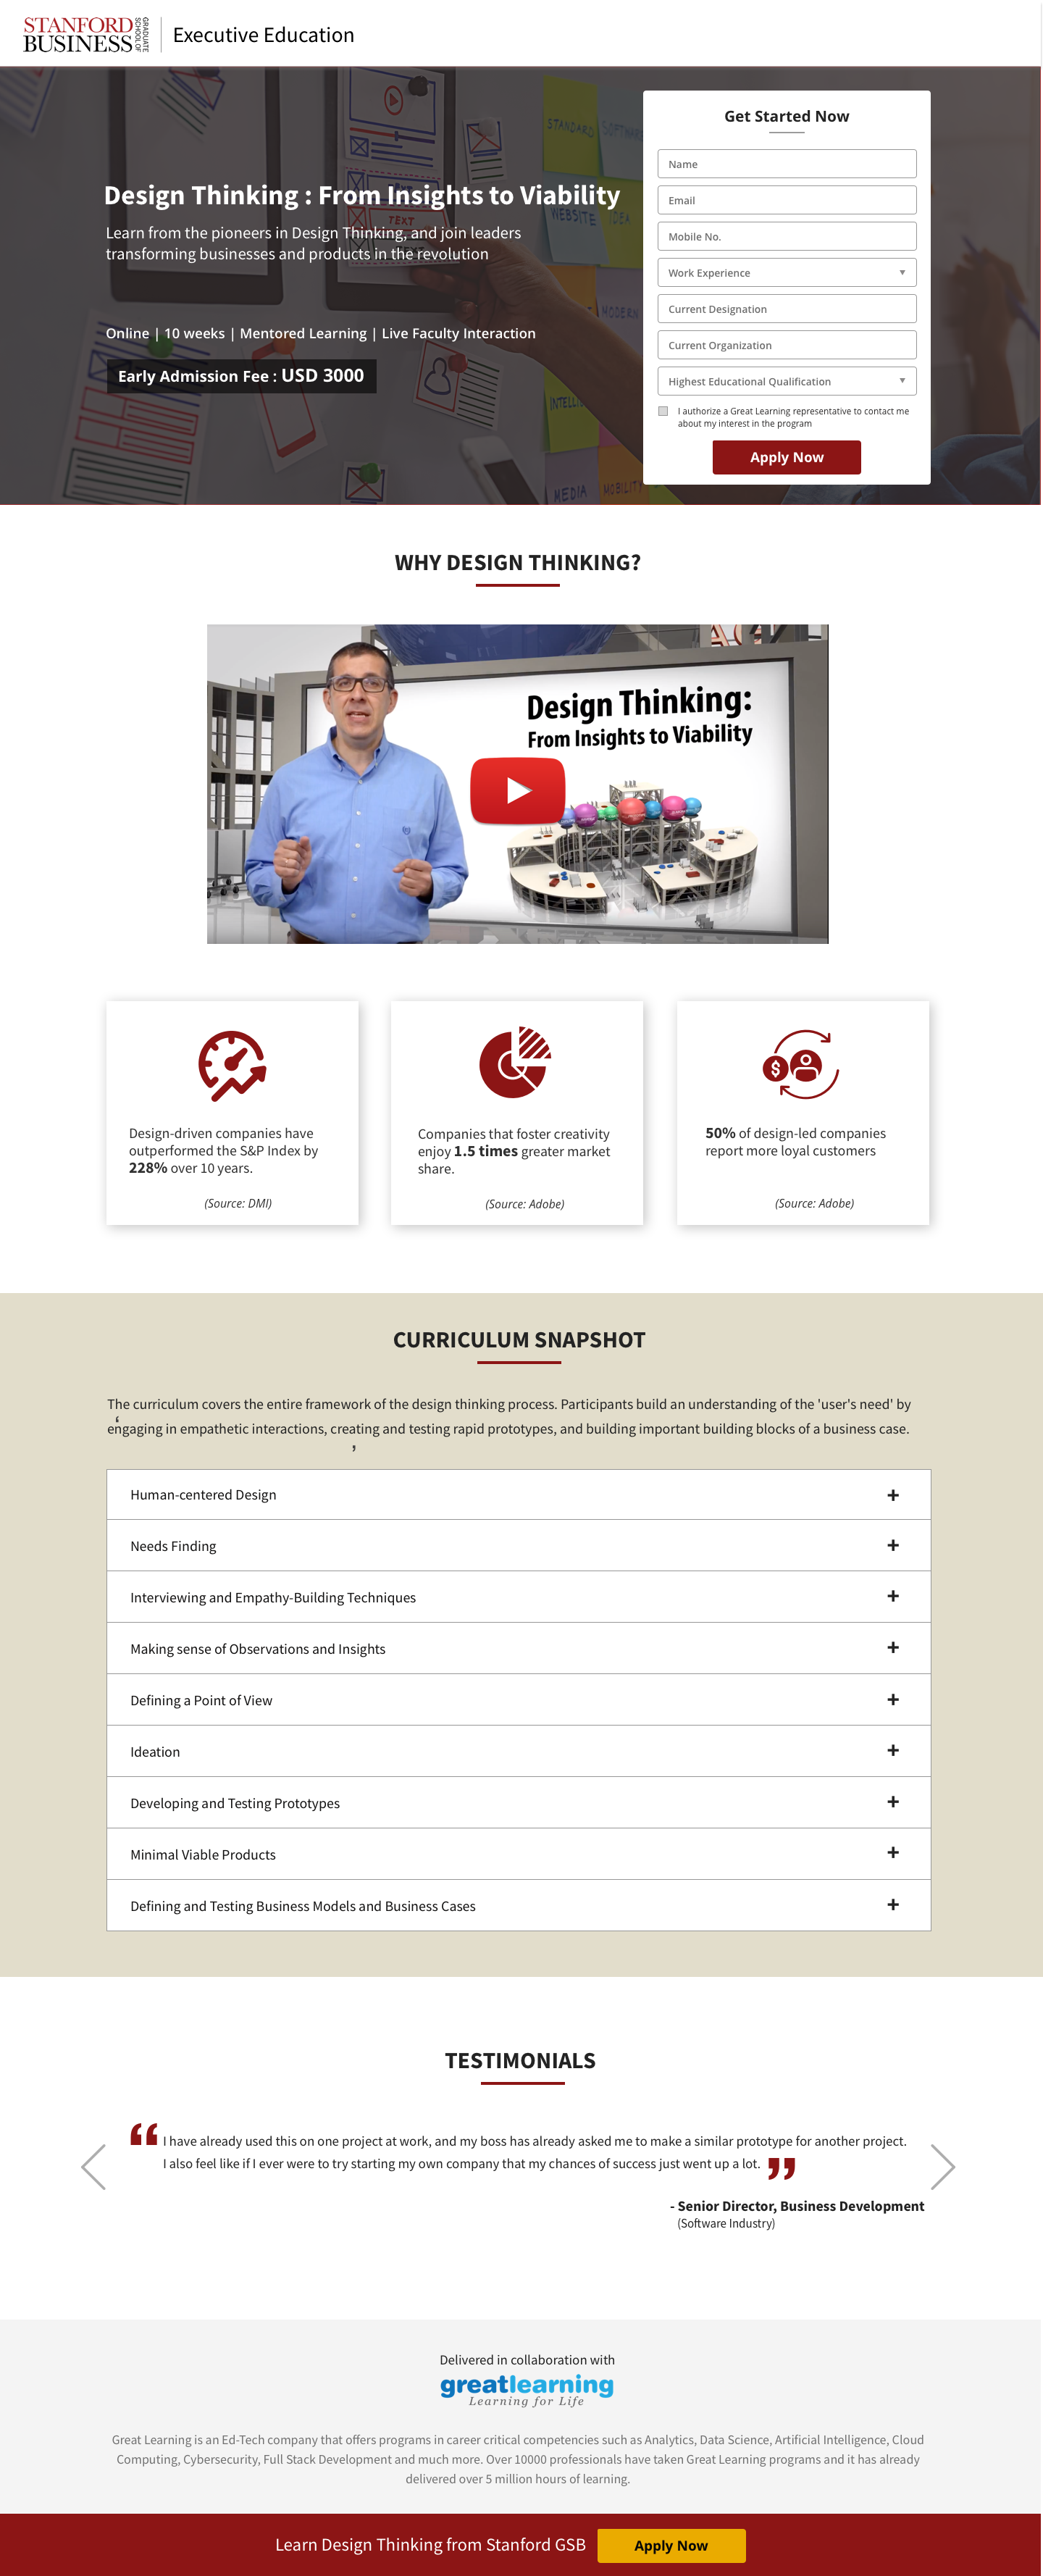 STANFORD
BUSINESS
GRADUATE
SCHOOL OF
Executive Education
STANDARD
SOFTWARE
WEBSITE
IDEA
TEXT
TEXT
MODERN
MEDIA
MOBILITY
Design Thinking : From Insights to Viability
Learn from the pioneers in Design Thinking, and join leaders
transforming businesses and products in the revolution
Online | 10 weeks | Mentored Learning | Live Faculty Interaction
Early Admission Fee : USD 3000
Get Started Now
Name
Email
Mobile No.
Work Experience
Current Designation
Current Organization
Highest Educational Qualification
I authorize a Great Learning representative to contact me
about my interest in the program
Apply Now
WHY DESIGN THINKING?
Design Thinking:
From Insights to Viability
Design-driven companies have
outperformed the S&P Index by
228% over 10 years.
(Source: DMI)
Companies that foster creativity
enjoy 1.5 times greater market
share.
(Source: Adobe)
$
50% of design-led companies
report more loyal customers
(Source: Adobe)
CURRICULUM SNAPSHOT
The curriculum covers the entire framework of the design thinking process. Participants build an understanding of the 'user's need' by
‘
engaging in empathetic interactions, creating and testing rapid prototypes, and building important building blocks of a business case.
’
Human-centered Design +
Needs Finding +
Interviewing and Empathy-Building Techniques +
Making sense of Observations and Insights +
Defining a Point of View +
Ideation +
Developing and Testing Prototypes +
Minimal Viable Products +
Defining and Testing Business Models and Business Cases +
TESTIMONIALS
“ I have already used this on one project at work, and my boss has already asked me to make a similar prototype for another project.
I also feel like if I ever were to try starting my own company that my chances of success just went up a lot. ”
- Senior Director, Business Development
(Software Industry)
Delivered in collaboration with
greatlearning
Learning for Life
Great Learning is an Ed-Tech company that offers programs in career critical competencies such as Analytics, Data Science, Artificial Intelligence, Cloud
Computing, Cybersecurity, Full Stack Development and much more. Over 10000 professionals have taken Great Learning programs and it has already
delivered over 5 million hours of learning.
Learn Design Thinking from Stanford GSB
Apply Now